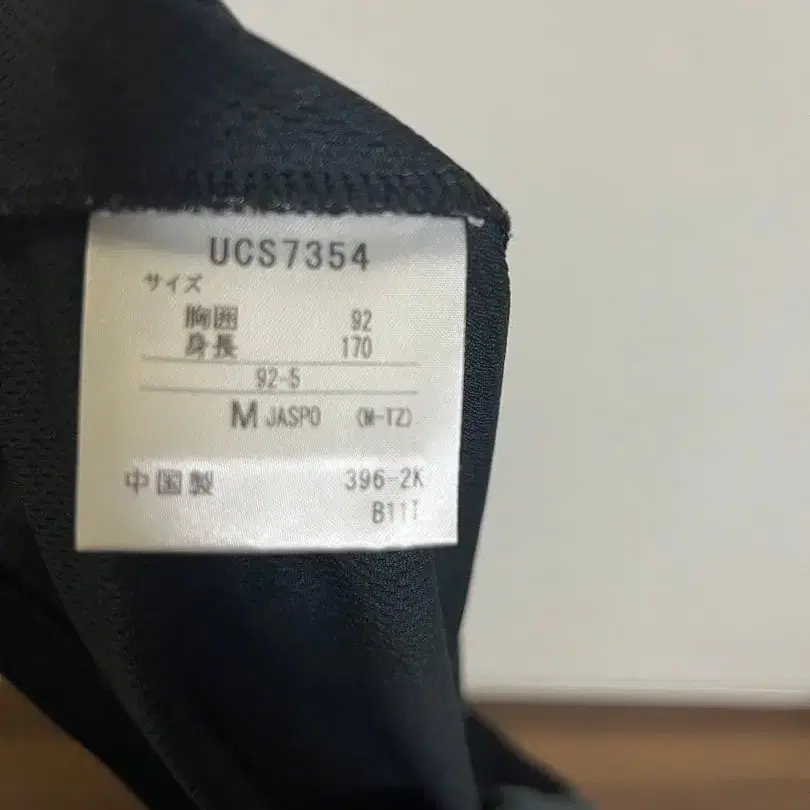 UCS7354
サイズ
胸囲 92
身長 170
92-5
M JASPO (M-TZ)
中国製 396-2K